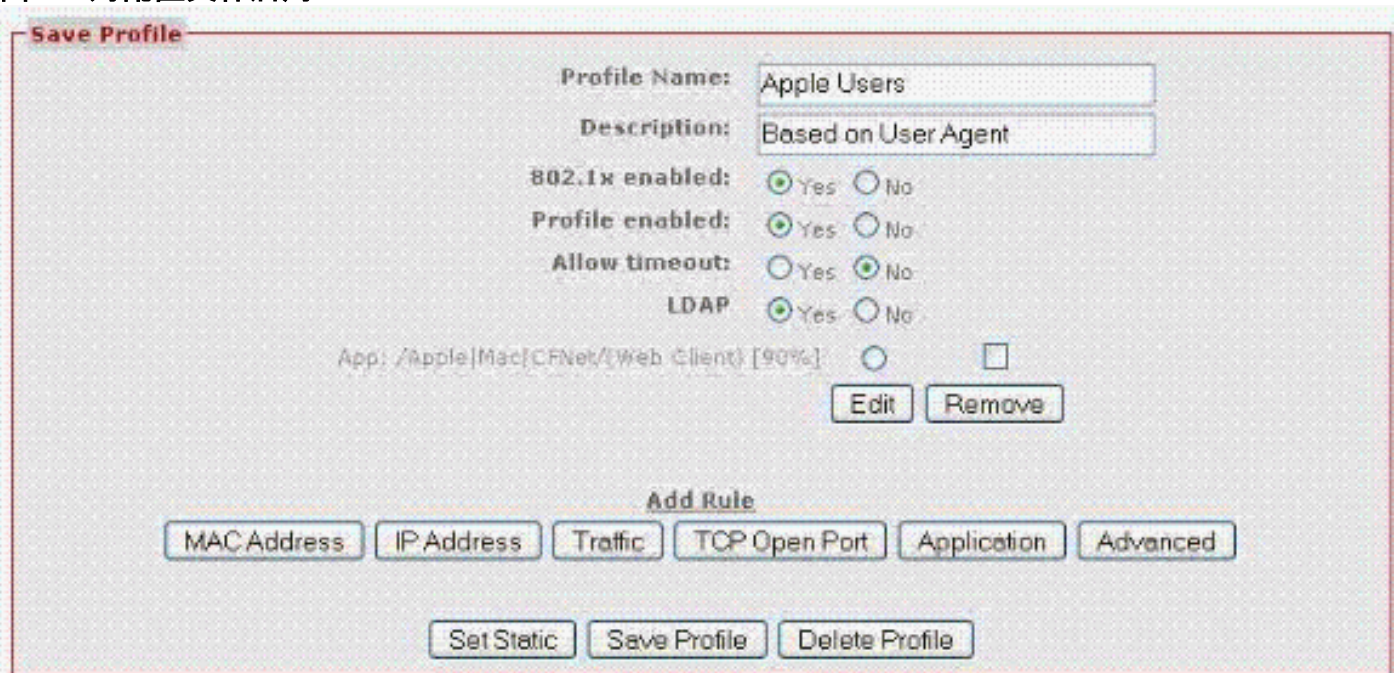 Save Profile
Profile Name: Apple Users
Description: Based on User Agent
802.1x enabled: Yes No
Profile enabled: Yes No
Allow timeout: Yes No
LDAP Yes No
App: /Apple|Mac|CFNet/(Web Client) [90%]
Edit Remove
Add Rule
MAC Address IP Address Traffic TCP Open Port Application Advanced
Set Static Save Profile Delete Profile